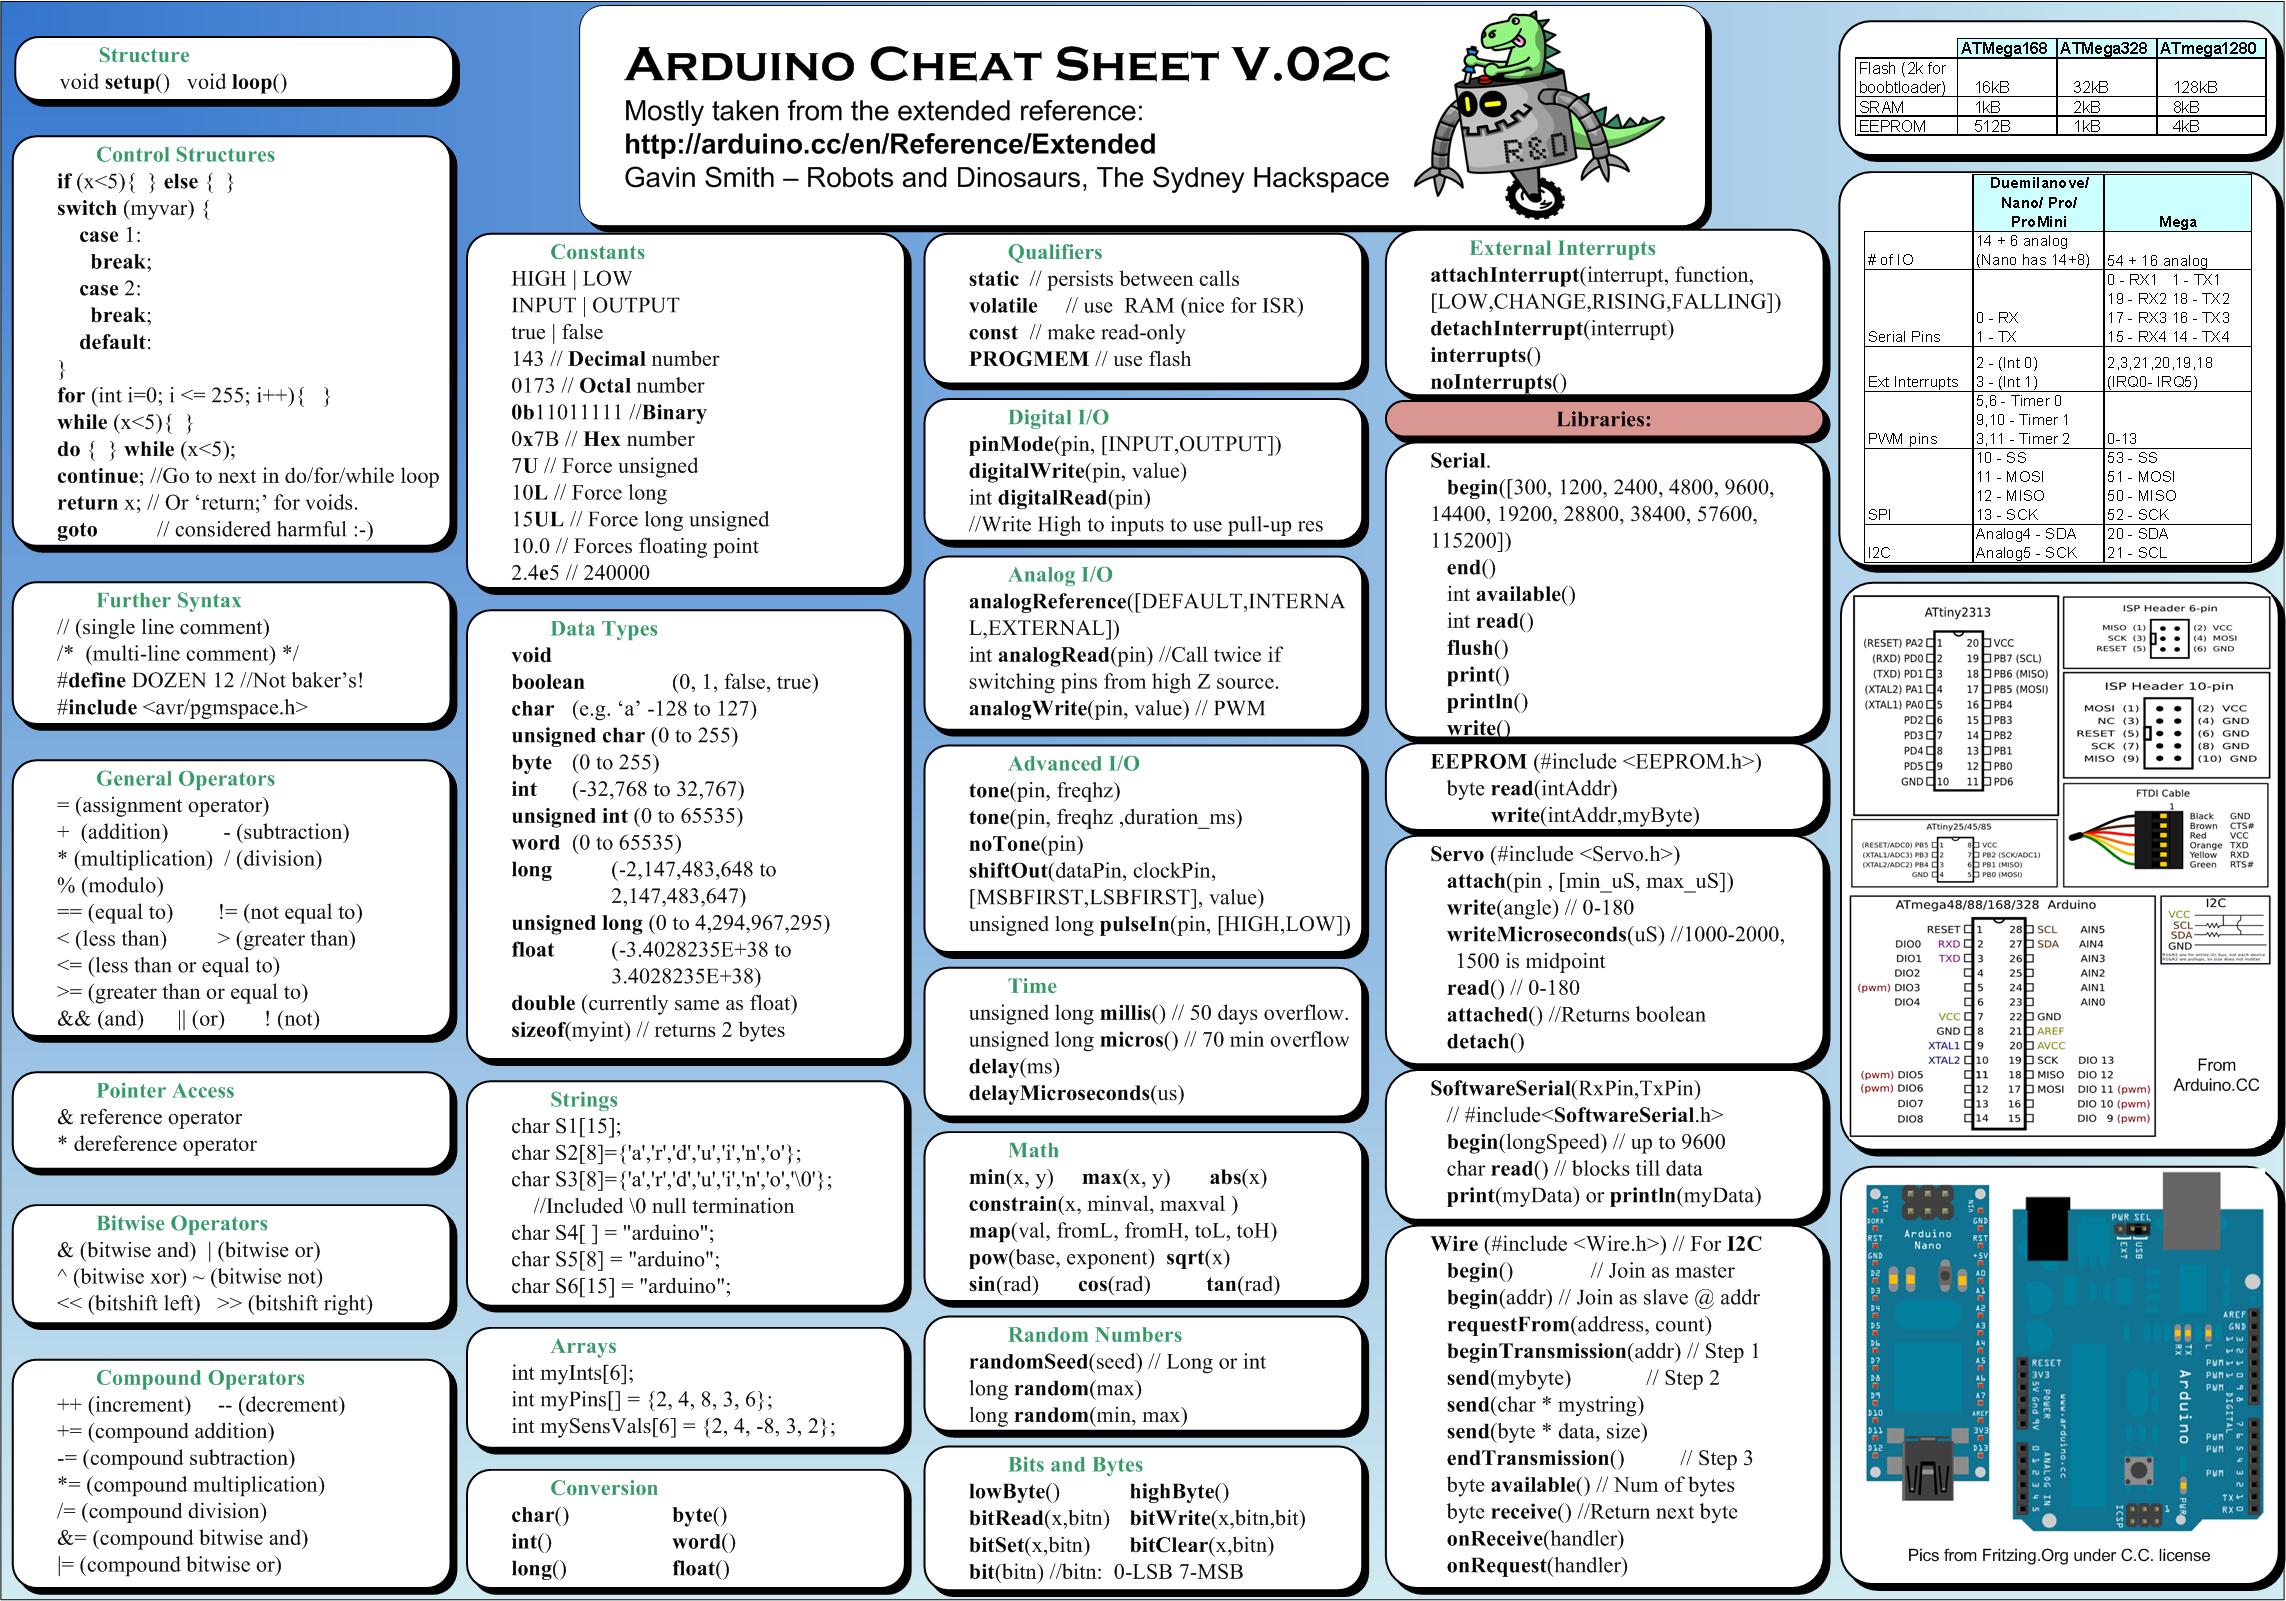 Structure
void setup()   void loop()
Control Structures
if (x<5){  } else {  }
switch (myvar) {
case 1:
break;
case 2:
break;
default:
}
for (int i=0; i <= 255; i++){   }
while (x<5){  }
do {  } while (x<5);
continue; //Go to next in do/for/while loop
return x; // Or ‘return;’ for voids.
goto // considered harmful :-)
Further Syntax
// (single line comment)
/*  (multi-line comment) */
#define DOZEN 12 //Not baker’s!
#include <avr/pgmspace.h>
General Operators
= (assignment operator)
+ (addition) - (subtraction)
* (multiplication) / (division)
% (modulo)
== (equal to) != (not equal to)
< (less than) > (greater than)
<= (less than or equal to)
>= (greater than or equal to)
&& (and) || (or) ! (not)
Pointer Access
& reference operator
* dereference operator
Bitwise Operators
& (bitwise and) | (bitwise or)
^ (bitwise xor) ~ (bitwise not)
<< (bitshift left) >> (bitshift right)
Compound Operators
++ (increment) -- (decrement)
+= (compound addition)
-= (compound subtraction)
*= (compound multiplication)
/= (compound division)
&= (compound bitwise and)
|= (compound bitwise or)
ARDUINO CHEAT SHEET V.02C
Mostly taken from the extended reference:
http://arduino.cc/en/Reference/Extended
Gavin Smith – Robots and Dinosaurs, The Sydney Hackspace
R&D
Constants
HIGH | LOW
INPUT | OUTPUT
true | false
143 // Decimal number
0173 // Octal number
0b11011111 //Binary
0x7B // Hex number
7U // Force unsigned
10L // Force long
15UL // Force long unsigned
10.0 // Forces floating point
2.4e5 // 240000
Data Types
void
boolean (0, 1, false, true)
char (e.g. ‘a’ -128 to 127)
unsigned char (0 to 255)
byte (0 to 255)
int (-32,768 to 32,767)
unsigned int (0 to 65535)
word (0 to 65535)
long (-2,147,483,648 to
2,147,483,647)
unsigned long (0 to 4,294,967,295)
float (-3.4028235E+38 to
3.4028235E+38)
double (currently same as float)
sizeof(myint) // returns 2 bytes
Strings
char S1[15];
char S2[8]={'a','r','d','u','i','n','o'};
char S3[8]={'a','r','d','u','i','n','o','\0'};
//Included \0 null termination
char S4[ ] = "arduino";
char S5[8] = "arduino";
char S6[15] = "arduino";
Arrays
int myInts[6];
int myPins[] = {2, 4, 8, 3, 6};
int mySensVals[6] = {2, 4, -8, 3, 2};
Conversion
char() byte()
int() word()
long() float()
Qualifiers
static // persists between calls
volatile // use RAM (nice for ISR)
const // make read-only
PROGMEM // use flash
Digital I/O
pinMode(pin, [INPUT,OUTPUT])
digitalWrite(pin, value)
int digitalRead(pin)
//Write High to inputs to use pull-up res
Analog I/O
analogReference([DEFAULT,INTERNA
L,EXTERNAL])
int analogRead(pin) //Call twice if
switching pins from high Z source.
analogWrite(pin, value) // PWM
Advanced I/O
tone(pin, freqhz)
tone(pin, freqhz ,duration_ms)
noTone(pin)
shiftOut(dataPin, clockPin,
[MSBFIRST,LSBFIRST], value)
unsigned long pulseIn(pin, [HIGH,LOW])
Time
unsigned long millis() // 50 days overflow.
unsigned long micros() // 70 min overflow
delay(ms)
delayMicroseconds(us)
Math
min(x, y) max(x, y) abs(x)
constrain(x, minval, maxval )
map(val, fromL, fromH, toL, toH)
pow(base, exponent) sqrt(x)
sin(rad) cos(rad) tan(rad)
Random Numbers
randomSeed(seed) // Long or int
long random(max)
long random(min, max)
Bits and Bytes
lowByte() highByte()
bitRead(x,bitn) bitWrite(x,bitn,bit)
bitSet(x,bitn) bitClear(x,bitn)
bit(bitn) //bitn: 0-LSB 7-MSB
External Interrupts
attachInterrupt(interrupt, function,
[LOW,CHANGE,RISING,FALLING])
detachInterrupt(interrupt)
interrupts()
noInterrupts()
Libraries:
Serial.
begin([300, 1200, 2400, 4800, 9600,
14400, 19200, 28800, 38400, 57600,
115200])
end()
int available()
int read()
flush()
print()
println()
write()
EEPROM (#include <EEPROM.h>)
byte read(intAddr)
write(intAddr,myByte)
Servo (#include <Servo.h>)
attach(pin , [min_uS, max_uS])
write(angle) // 0-180
writeMicroseconds(uS) //1000-2000,
1500 is midpoint
read() // 0-180
attached() //Returns boolean
detach()
SoftwareSerial(RxPin,TxPin)
// #include<SoftwareSerial.h>
begin(longSpeed) // up to 9600
char read() // blocks till data
print(myData) or println(myData)
Wire (#include <Wire.h>) // For I2C
begin() // Join as master
begin(addr) // Join as slave @ addr
requestFrom(address, count)
beginTransmission(addr) // Step 1
send(mybyte) // Step 2
send(char * mystring)
send(byte * data, size)
endTransmission() // Step 3
byte available() // Num of bytes
byte receive() //Return next byte
onReceive(handler)
onRequest(handler)
ATMega168 ATMega328 ATmega1280
Flash (2k for
boobtloader) 16kB 32kB 128kB
SRAM 1kB 2kB 8kB
EEPROM 512B 1kB 4kB
Duemilanove/
Nano/ Pro/
ProMini Mega
14 + 6 analog
# of IO (Nano has 14+8) 54 + 16 analog
0 - RX1 1 - TX1
19 - RX2 18 - TX2
0 - RX 17 - RX3 16 - TX3
Serial Pins 1 - TX 15 - RX4 14 - TX4
2 - (Int 0) 2,3,21,20,19,18
Ext Interrupts 3 - (Int 1) (IRQ0- IRQ5)
5,6 - Timer 0
9,10 - Timer 1
PWM pins 3,11 - Timer 2 0-13
10 - SS 53 - SS
11 - MOSI 51 - MOSI
12 - MISO 50 - MISO
SPI 13 - SCK 52 - SCK
Analog4 - SDA 20 - SDA
I2C Analog5 - SCK 21 - SCL
ATtiny2313
(RESET) PA2 1 20 VCC
(RXD) PD0 2 19 PB7 (SCL)
(TXD) PD1 3 18 PB6 (MISO)
(XTAL2) PA1 4 17 PB5 (MOSI)
(XTAL1) PA0 5 16 PB4
PD2 6 15 PB3
PD3 7 14 PB2
PD4 8 13 PB1
PD5 9 12 PB0
GND 10 11 PD6
ISP Header 6-pin
MISO (1) (2) VCC
SCK (3) (4) MOSI
RESET (5) (6) GND
ISP Header 10-pin
MOSI (1) (2) VCC
NC (3) (4) GND
RESET (5) (6) GND
SCK (7) (8) GND
MISO (9) (10) GND
FTDI Cable
1
Black GND
Brown CTS#
Red VCC
Orange TXD
Yellow RXD
Green RTS#
ATtiny25/45/85
(RESET/ADC0) PB5 1 8 VCC
(XTAL1/ADC3) PB3 2 7 PB2 (SCK/ADC1)
(XTAL2/ADC2) PB4 3 6 PB1 (MISO)
GND 4 5 PB0 (MOSI)
ATmega48/88/168/328 Arduino
RESET 1 28 SCL AIN5
DIO0 RXD 2 27 SDA AIN4
DIO1 TXD 3 26 AIN3
DIO2 4 25 AIN2
(pwm) DIO3 5 24 AIN1
DIO4 6 23 AIN0
VCC 7 22 GND
GND 8 21 AREF
XTAL1 9 20 AVCC
XTAL2 10 19 SCK DIO 13
(pwm) DIO5 11 18 MISO DIO 12
(pwm) DIO6 12 17 MOSI DIO 11 (pwm)
DIO7 13 16 DIO 10 (pwm)
DIO8 14 15 DIO 9 (pwm)
I2C
VCC
SCL
SDA
GND
From
Arduino.CC
Arduino
Nano
PWR SEL
EXT
USB
AREF
GND
RESET
3V3
5V
Gnd
9V
POWER
www.arduino.cc
ANALOG IN
Arduino
DIGITAL
PWM
TX
RX
PWR
ICSP
Pics from Fritzing.Org under C.C. license